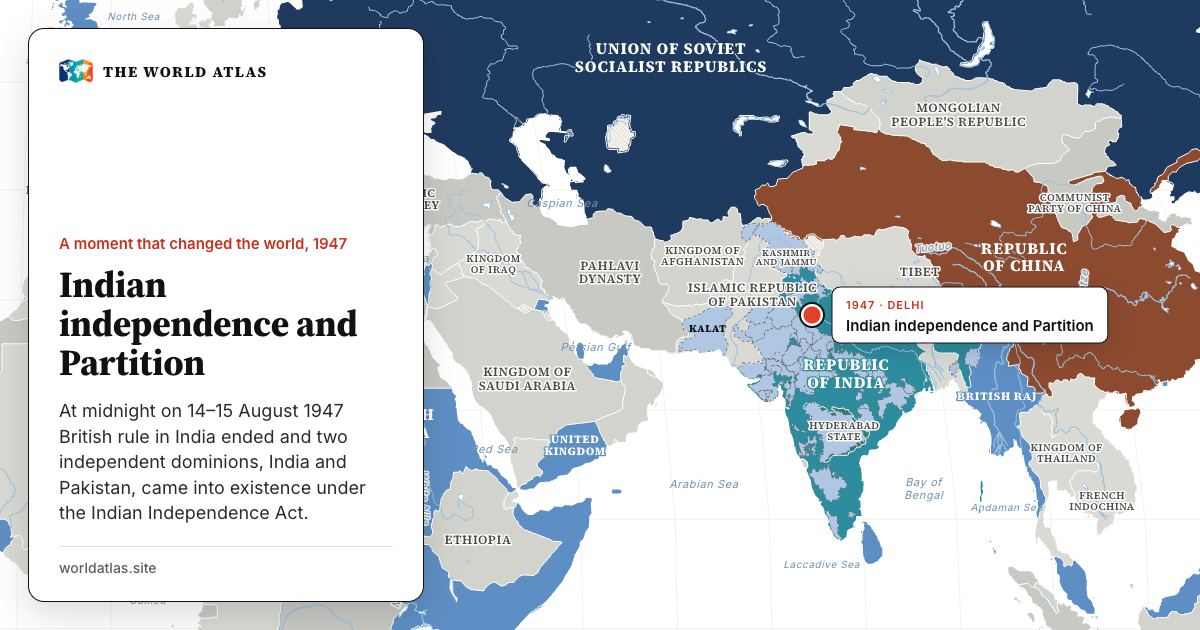 North Sea
THE WORLD ATLAS
A moment that changed the world, 1947
Indian
independence and
Partition
At midnight on 14–15 August 1947
British rule in India ended and two
independent dominions, India and
Pakistan, came into existence under
the Indian Independence Act.
worldatlas.site
UNION OF SOVIET
SOCIALIST REPUBLICS
MONGOLIAN
PEOPLE'S REPUBLIC
COMMUNIST
PARTY OF CHINA
Caspian Sea
KINGDOM
OF IRAQ
PAHLAVI
DYNASTY
KINGDOM OF
AFGHANISTAN
KASHMIR
AND JAMMU
Tuotuo
REPUBLIC
OF CHINA
TIBET
ISLAMIC REPUBLIC
OF PAKISTAN
1947 · DELHI
Indian independence and Partition
KALAT
Persian Gulf
KINGDOM OF
SAUDI ARABIA
REPUBLIC
OF INDIA
BRITISH RAJ
HYDERABAD
STATE
UNITED
KINGDOM
KINGDOM OF
THAILAND
Arabian Sea
Bay of
Bengal
Andaman Se
FRENCH
INDOCHINA
ETHIOPIA
Laccadive Sea